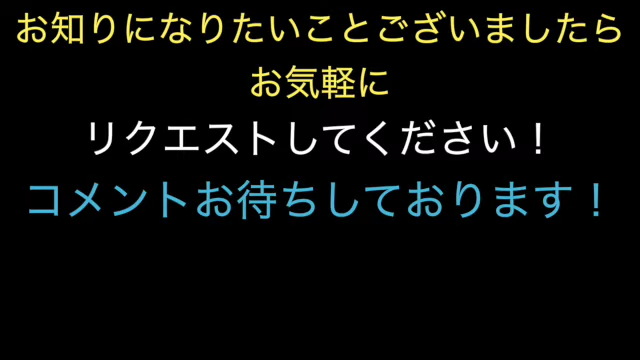 お知りになりたいことございましたら
お気軽に
リクエストしてください！
コメントお待ちしております！